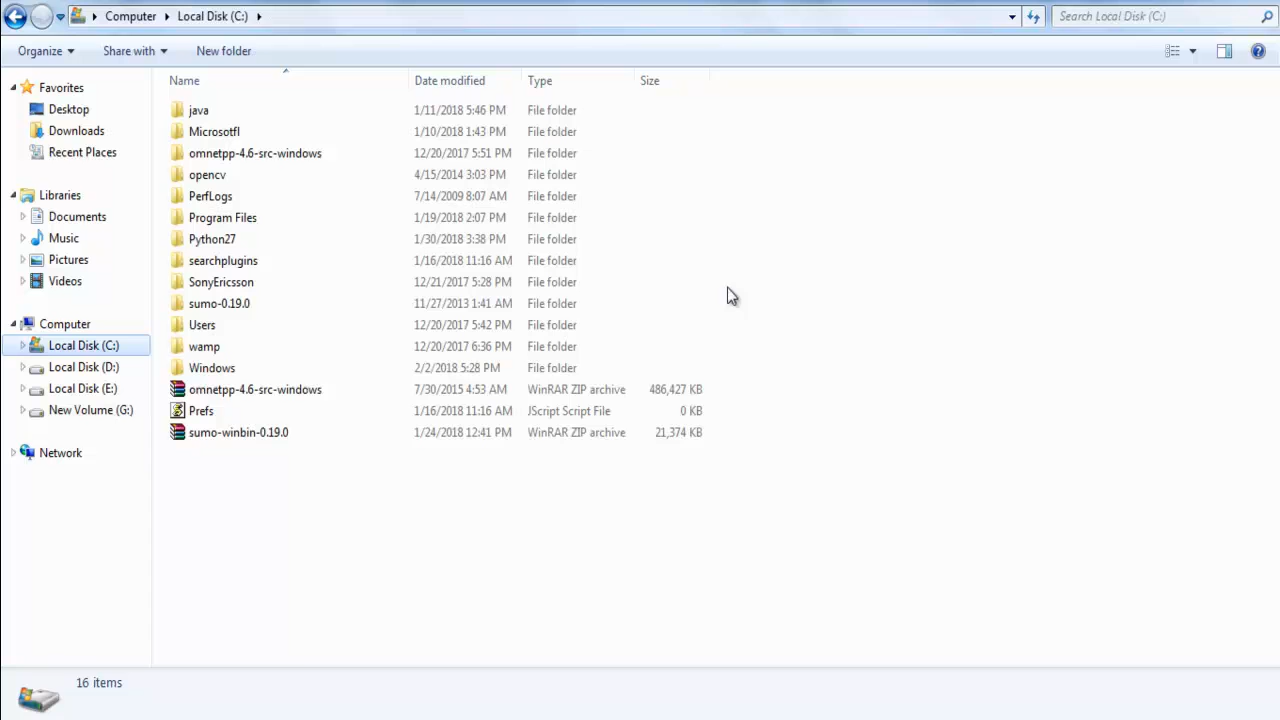 Computer Local Disk (C:) Search Local Disk (C:)
Organize Share with New folder
Favorites
Desktop
Downloads
Recent Places
Libraries
Documents
Music
Pictures
Videos
Computer
Local Disk (C:)
Local Disk (D:)
Local Disk (E:)
New Volume (G:)
Network
Name Date modified Type Size
java 1/11/2018 5:46 PM File folder
Microsoftfl 1/10/2018 1:43 PM File folder
omnetpp-4.6-src-windows 12/20/2017 5:51 PM File folder
opencv 4/15/2014 3:03 PM File folder
PerfLogs 7/14/2009 8:07 AM File folder
Program Files 1/19/2018 2:07 PM File folder
Python27 1/30/2018 3:38 PM File folder
searchplugins 1/16/2018 11:16 AM File folder
SonyEricsson 12/21/2017 5:28 PM File folder
sumo-0.19.0 11/27/2013 1:41 AM File folder
Users 12/20/2017 5:42 PM File folder
wamp 12/20/2017 6:36 PM File folder
Windows 2/2/2018 5:28 PM File folder
omnetpp-4.6-src-windows 7/30/2015 4:53 AM WinRAR ZIP archive 486,427 KB
Prefs 1/16/2018 11:16 AM JScript Script File 0 KB
sumo-winbin-0.19.0 1/24/2018 12:41 PM WinRAR ZIP archive 21,374 KB
16 items